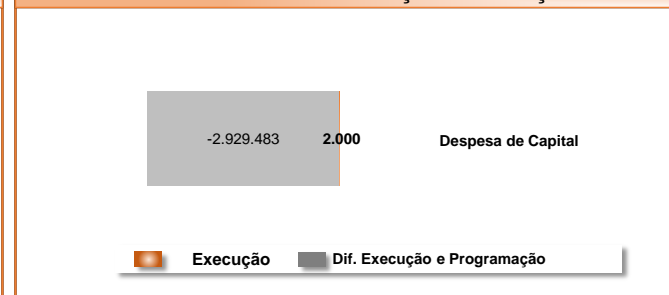 -2.929.483 2.000 Despesa de Capital
Execução Dif. Execução e Programação